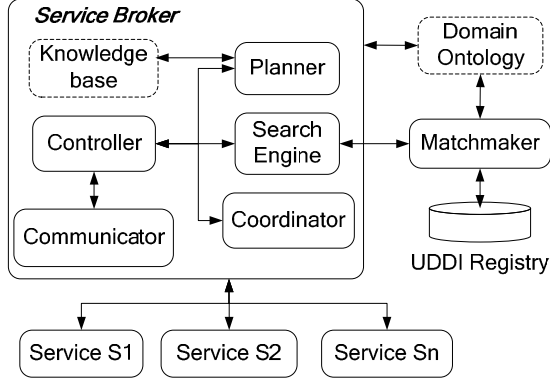 Service Broker
Knowledge
base
Planner
Domain
Ontology
Controller
Search
Engine
Matchmaker
Communicator
Coordinator
UDDI Registry
Service S1
Service S2
Service Sn